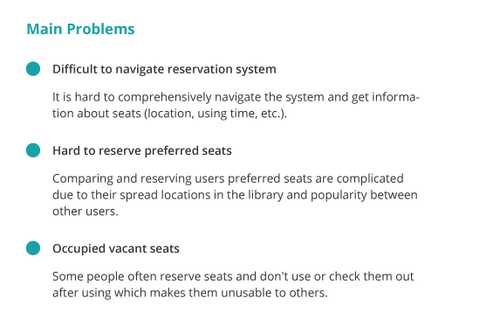 Main Problems
Difficult to navigate reservation system
It is hard to comprehensively navigate the system and get informa-
tion about seats (location, using time, etc.).
Hard to reserve preferred seats
Comparing and reserving users preferred seats are complicated
due to their spread locations in the library and popularity between
other users.
Occupied vacant seats
Some people often reserve seats and don't use or check them out
after using which makes them unusable to others.